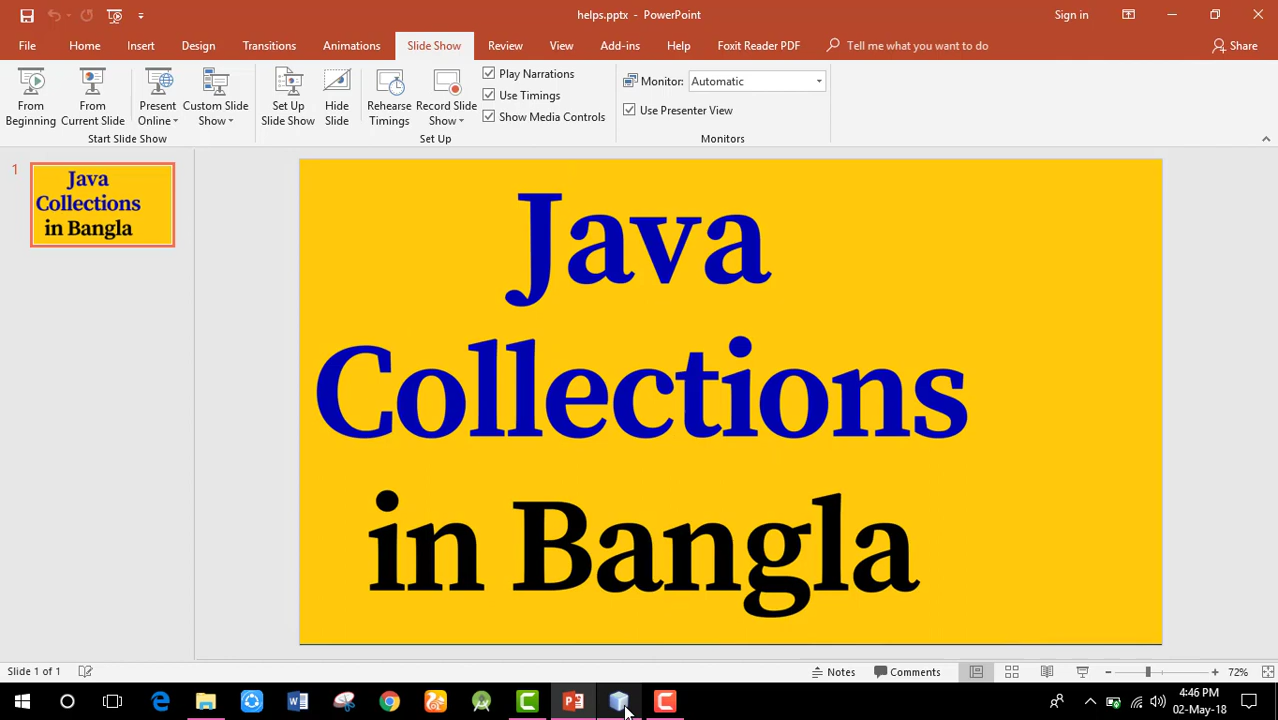 helps.pptx - PowerPoint
Sign in
File Home Insert Design Transitions Animations Slide Show Review View Add-ins Help Foxit Reader PDF Tell me what you want to do Share
From Beginning
From Current Slide
Present Online
Custom Slide Show
Start Slide Show
Set Up Slide Show
Hide Slide
Rehearse Timings
Record Slide Show
Play Narrations
Use Timings
Show Media Controls
Set Up
Monitor: Automatic
Use Presenter View
Monitors
1
Java
Collections
in Bangla
Java
Collections
in Bangla
Slide 1 of 1
Notes
Comments
72%
4:46 PM
02-May-18